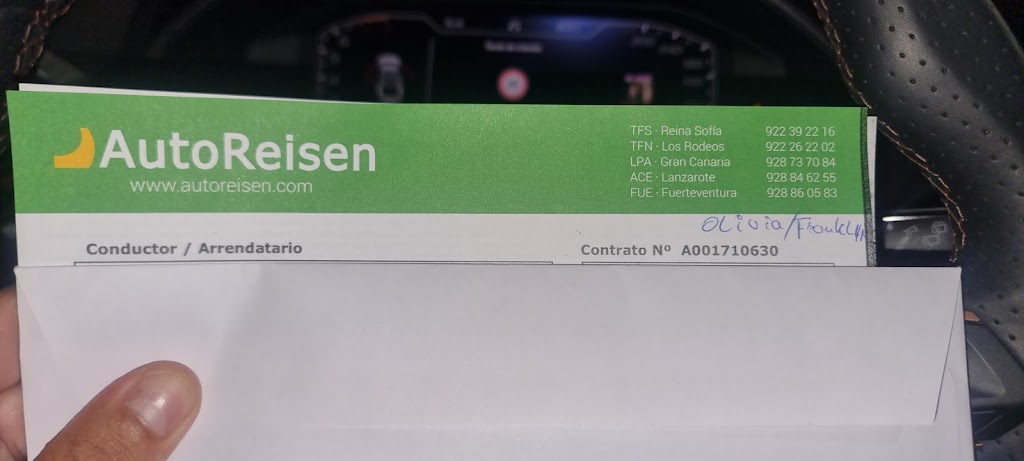 AutoReisen
www.autoreisen.com
TFS · Reina Sofía 922 39 22 16
TFN · Los Rodeos 922 26 22 02
LPA · Gran Canaria 928 73 70 84
ACE · Lanzarote 928 84 62 55
FUE · Fuerteventura 928 86 05 83
Olivia/Franklin
Conductor / Arrendatario
Contrato Nº A001710630